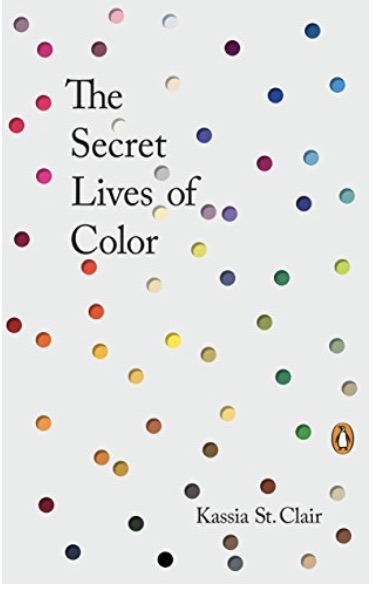 The
Secret
Lives of
Color
Kassia St. Clair